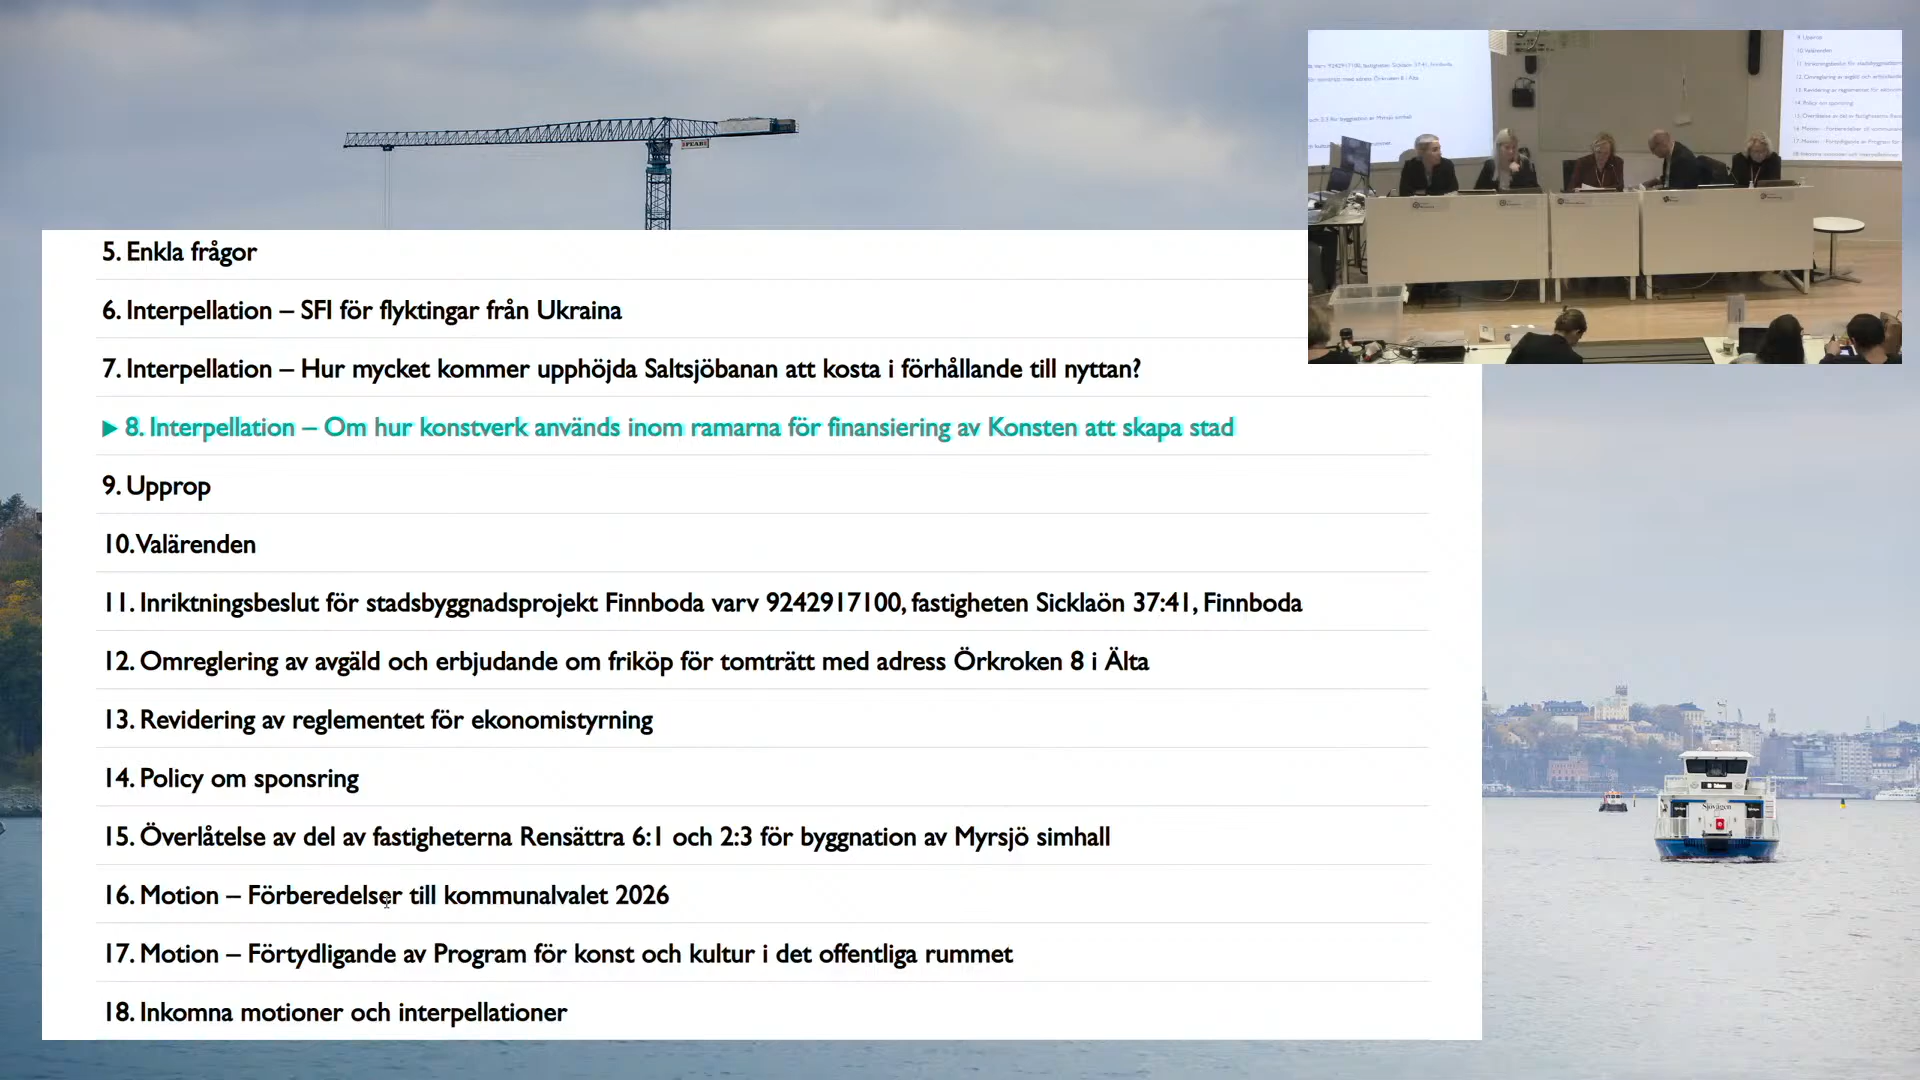 PEAB
5. Enkla frågor
6. Interpellation – SFI för flyktingar från Ukraina
7. Interpellation – Hur mycket kommer upphöjda Saltsjöbanan att kosta i förhållande till nyttan?
▶ 8. Interpellation – Om hur konstverk används inom ramarna för finansiering av Konsten att skapa stad
9. Upprop
10. Valärenden
11. Inriktningsbeslut för stadsbyggnadsprojekt Finnboda varv 9242917100, fastigheten Sicklaön 37:41, Finnboda
12. Omreglering av avgäld och erbjudande om friköp för tomträtt med adress Örkroken 8 i Älta
13. Revidering av reglementet för ekonomistyrning
14. Policy om sponsring
15. Överlåtelse av del av fastigheterna Rensättra 6:1 och 2:3 för byggnation av Myrsjö simhall
16. Motion – Förberedelser till kommunalvalet 2026
17. Motion – Förtydligande av Program för konst och kultur i det offentliga rummet
18. Inkomna motioner och interpellationer
Sjövägen